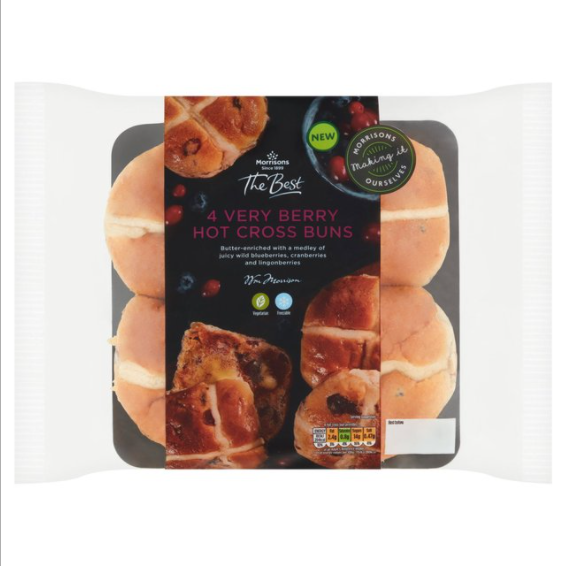 NEW
MORRISONS
Making it
OURSELVES
Morrisons
Since 1899
The Best
4 VERY BERRY
HOT CROSS BUNS
Butter-enriched with a medley of
juicy wild blueberries, cranberries
and lingonberries
Wm Morrison
Vegetarian
Freezable